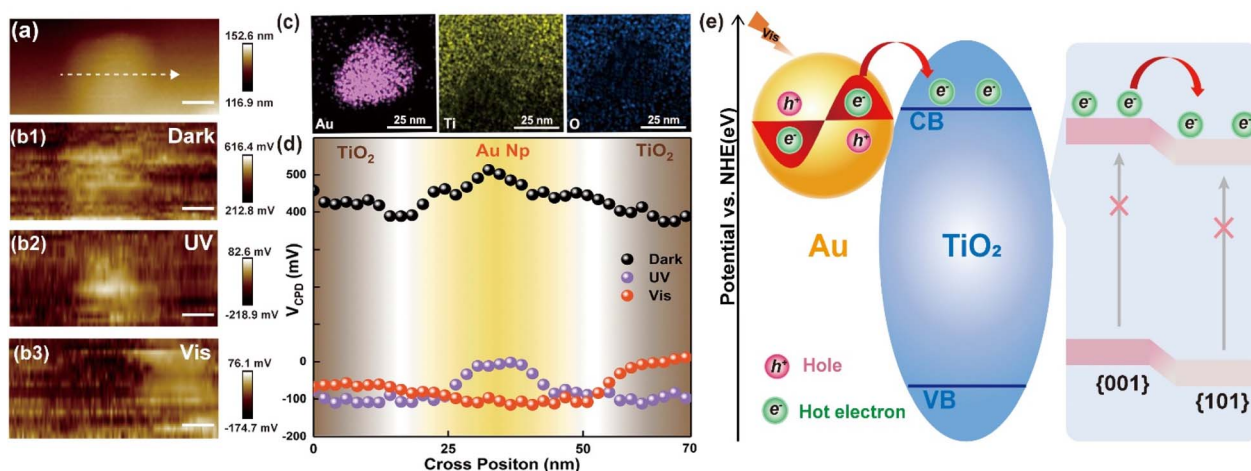 (a)
152.6 nm
116.9 nm
(b1)
Dark
616.4 mV
212.8 mV
(b2)
UV
82.6 mV
-218.9 mV
(b3)
Vis
76.1 mV
-174.7 mV
(c)
Au
25 nm
Ti
25 nm
O
25 nm
(d)
TiO₂
Au Np
TiO₂
500
400
0
-100
-200
V_CPD (mV)
Dark
UV
Vis
0
25
50
70
Cross Positon (nm)
(e)
Potential vs. NHE(eV)
Vis
h⁺
e⁻
e⁻
h⁺
Au
e⁻
e⁻
CB
TiO₂
VB
h⁺ Hole
e⁻ Hot electron
e⁻
e⁻
e⁻
e⁻
{001}
{101}